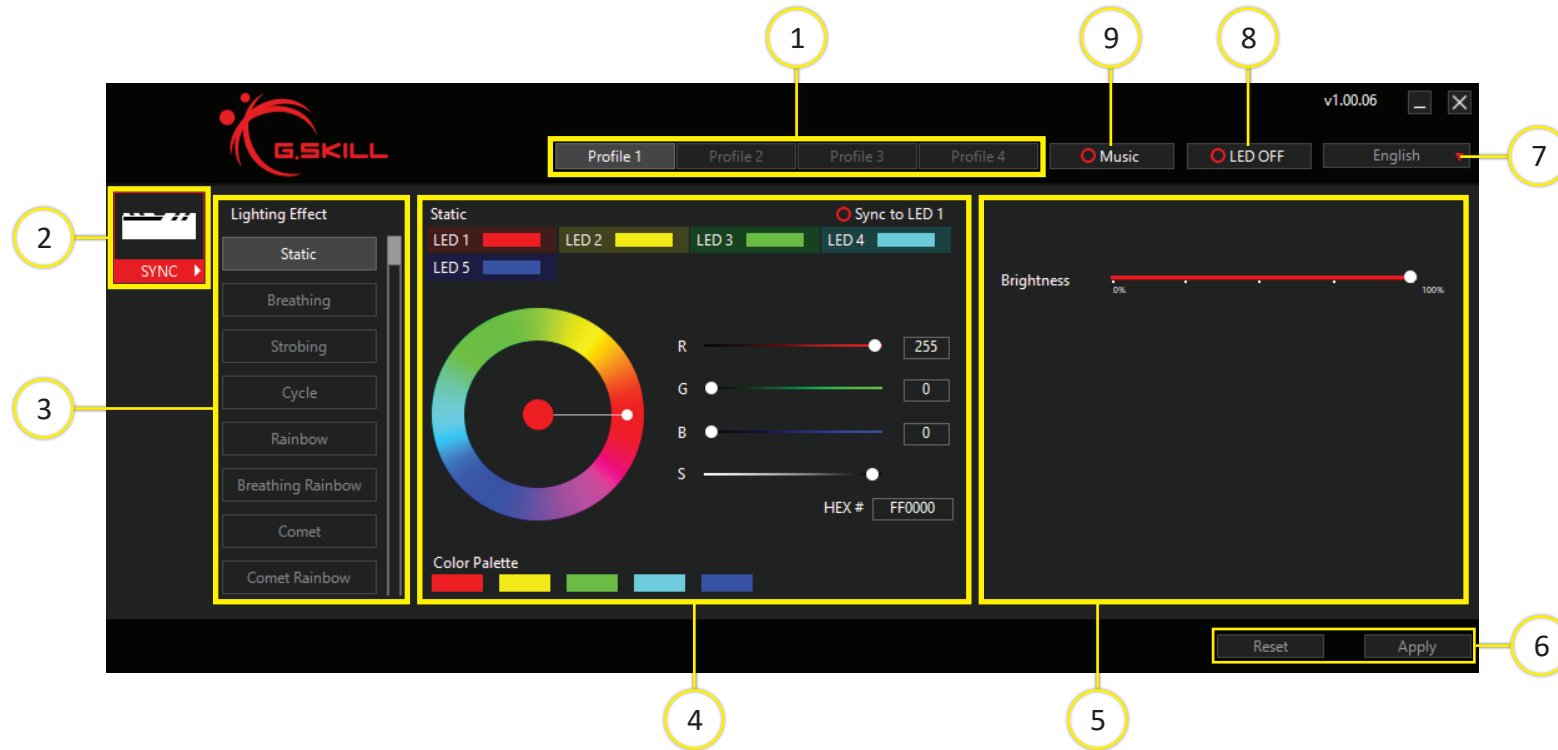 1
9
8
v1.00.06
G.SKILL
Profile 1
Profile 2
Profile 3
Profile 4
Music
LED OFF
English
7
2
SYNC
Lighting Effect
Static
Breathing
Strobing
Cycle
Rainbow
Breathing Rainbow
Comet
Comet Rainbow
3
Static
Sync to LED 1
LED 1
LED 2
LED 3
LED 4
LED 5
R
255
G
0
B
0
S
HEX #
FF0000
Color Palette
Brightness
0%
100%
Reset
Apply
6
4
5